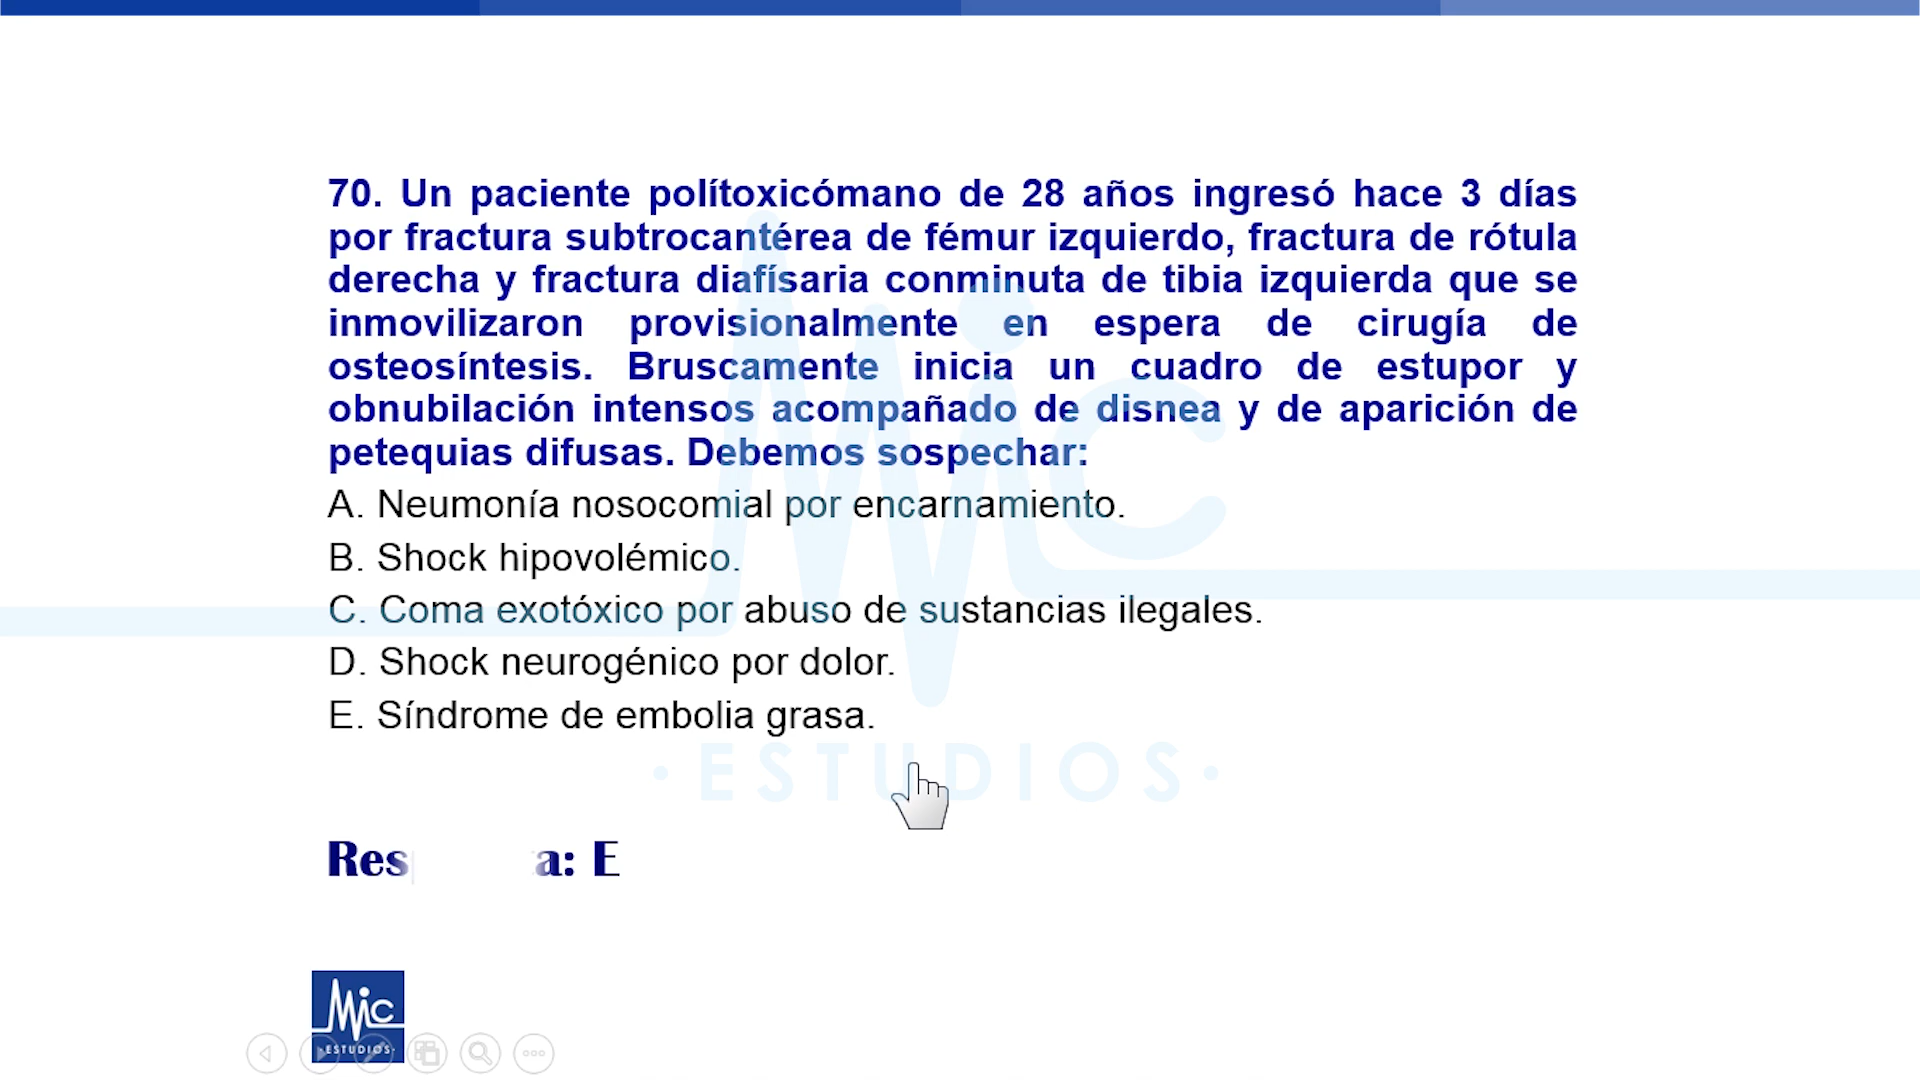 70. Un paciente polítoxicómano de 28 años ingresó hace 3 días
por fractura subtrocantérea de fémur izquierdo, fractura de rótula
derecha y fractura diafísaria conminuta de tibia izquierda que se
inmovilizaron provisionalmente en espera de cirugía de
osteosíntesis. Bruscamente inicia un cuadro de estupor y
obnubilación intensos acompañado de disnea y de aparición de
petequias difusas. Debemos sospechar:
A. Neumonía nosocomial por encarnamiento.
B. Shock hipovolémico.
C. Coma exotóxico por abuso de sustancias ilegales.
D. Shock neurogénico por dolor.
E. Síndrome de embolia grasa.
Mic
· ESTUDIOS ·
E
Mic
·ESTUDIOS·